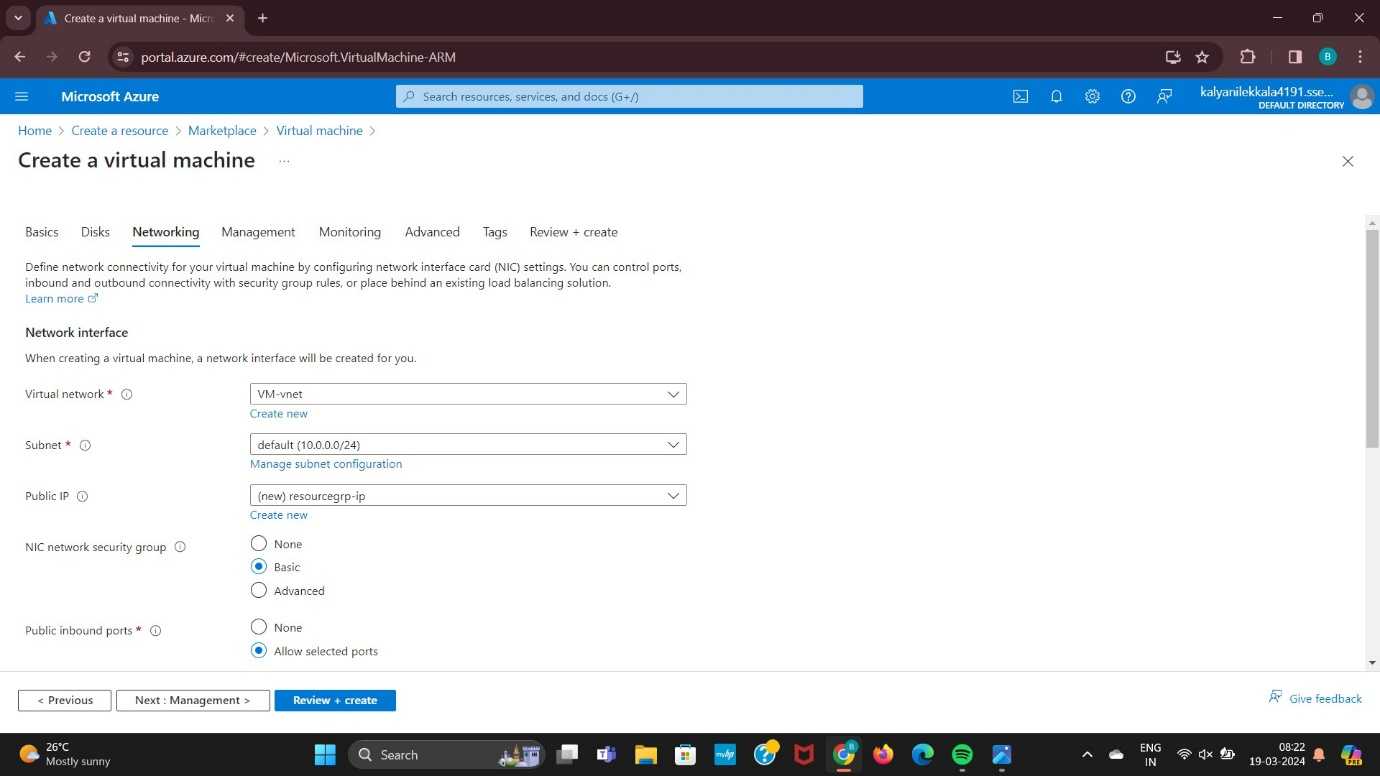 Create a virtual machine - Micr
portal.azure.com/#create/Microsoft.VirtualMachine-ARM
B
Microsoft Azure
Search resources, services, and docs (G+/)
kalyanilekkala4191.sse...
DEFAULT DIRECTORY
Home > Create a resource > Marketplace > Virtual machine >
Create a virtual machine ...
Basics Disks Networking Management Monitoring Advanced Tags Review + create
Define network connectivity for your virtual machine by configuring network interface card (NIC) settings. You can control ports,
inbound and outbound connectivity with security group rules, or place behind an existing load balancing solution.
Learn more
Network interface
When creating a virtual machine, a network interface will be created for you.
Virtual network * VM-vnet
Create new
Subnet * default (10.0.0.0/24)
Manage subnet configuration
Public IP (new) resourcegrp-ip
Create new
NIC network security group None
Basic
Advanced
Public inbound ports * None
Allow selected ports
< Previous Next : Management > Review + create Give feedback
26°C
Mostly sunny
Search
myhp
B
ENG
IN
08:22
19-03-2024
PRE